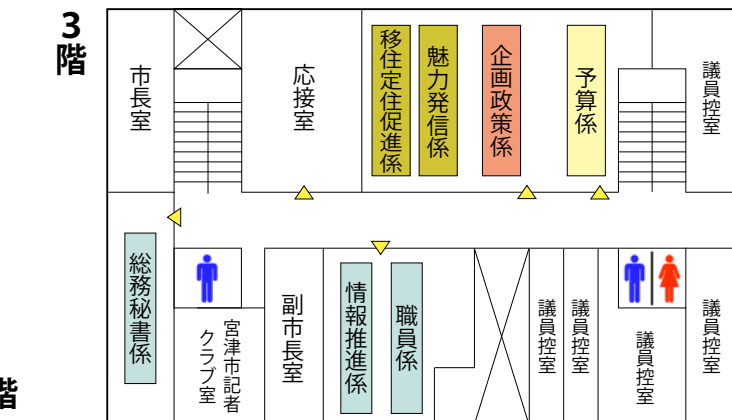 3階
市長室
応接室
移住定住促進係
魅力発信係
企画政策係
予算係
議員控室
総務秘書係
宮津市記者
クラブ室
副市長室
情報推進係
職員係
議員控室
議員控室
議員控室
議員控室
階